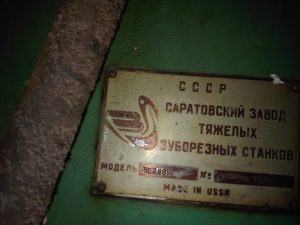 СССР
САРАТОВСКИЙ ЗАВОД
ТЯЖЕЛЫХ
ЗУБОРЕЗНЫХ СТАНКОВ
МОДЕЛЬ №
MADE IN USSR